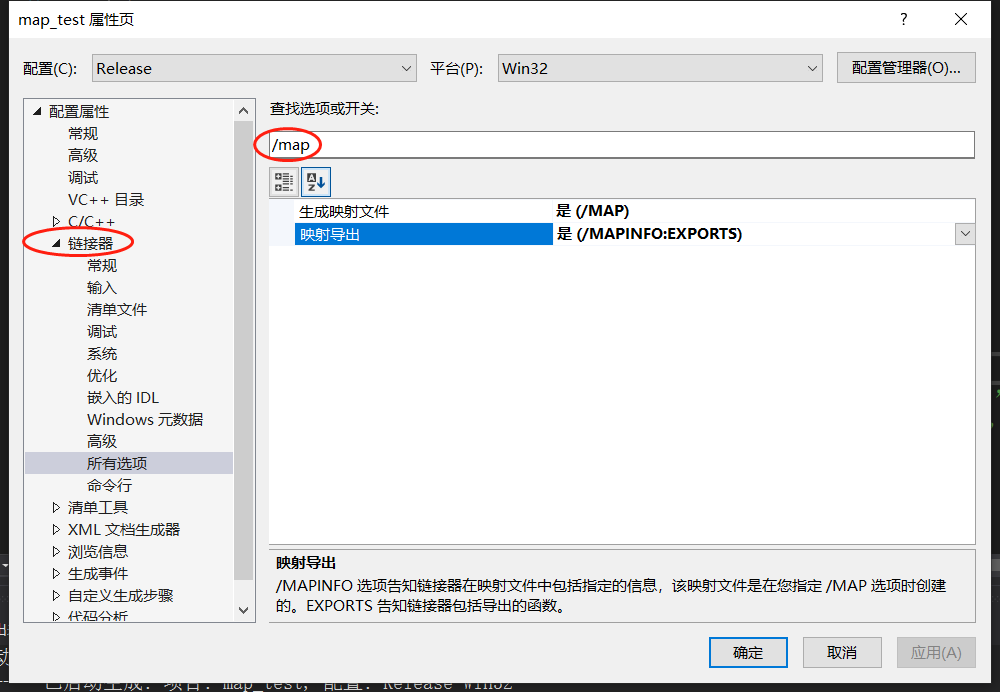 map_test 属性页
?
配置(C):
Release
平台(P):
Win32
配置管理器(O)...
配置属性
常规
高级
调试
VC++ 目录
C/C++
链接器
常规
输入
清单文件
调试
系统
优化
嵌入的 IDL
Windows 元数据
高级
所有选项
命令行
清单工具
XML 文档生成器
浏览信息
生成事件
自定义生成步骤
代码分析
查找选项或开关:
/map
生成映射文件
是 (/MAP)
映射导出
是 (/MAPINFO:EXPORTS)
映射导出
/MAPINFO 选项告知链接器在映射文件中包括指定的信息，该映射文件是在您指定 /MAP 选项时创建
的。EXPORTS 告知链接器包括导出的函数。
确定
取消
应用(A)
已启动生成: 项目: map_test, 配置: Release Win32